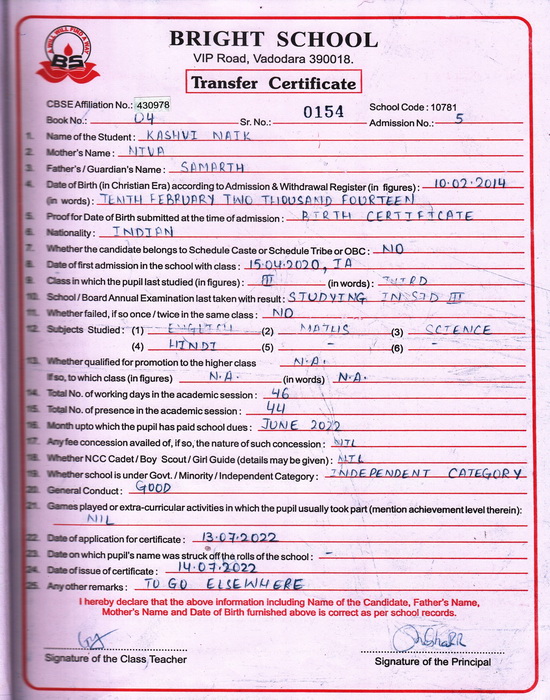 A WILL WILL FIND A WAY
BS
BRIGHT SCHOOL
VIP Road, Vadodara 390018.
Transfer Certificate
CBSE Affiliation No.: 430978
School Code : 10781
Book No.: 04 Sr. No.: 0154 Admission No.: 5
1. Name of the Student : KASHVI NAIK
2. Mother's Name : NIVA
3. Father's / Guardian's Name : SAMARTH
4. Date of Birth (in Christian Era) according to Admission & Withdrawal Register (in figures) : 10.02.2014
(in words) : TENTH FEBRUARY TWO THOUSAND FOURTEEN
5. Proof for Date of Birth submitted at the time of admission : BIRTH CERTIFICATE
6. Nationality : INDIAN
7. Whether the candidate belongs to Schedule Caste or Schedule Tribe or OBC : NO
8. Date of first admission in the school with class : 15.04.2020, IA
9. Class in which the pupil last studied (in figures) : III (in words) : THIRD
10. School / Board Annual Examination last taken with result : STUDYING IN STD III
11. Whether failed, if so once / twice in the same class : NO
12. Subjects Studied : (1) ENGLISH (2) MATHS (3) SCIENCE
(4) HINDI (5) - (6) -
13. Whether qualified for promotion to the higher class N.A.
If so, to which class (in figures) N.A. (in words) N.A.
14. Total No. of working days in the academic session : 46
15. Total No. of presence in the academic session : 44
16. Month upto which the pupil has paid school dues : JUNE 2022
17. Any fee concession availed of, if so, the nature of such concession : NIL
18. Whether NCC Cadet / Boy Scout / Girl Guide (details may be given) : NIL
19. Whether school is under Govt. / Minority / Independent Category : INDEPENDENT CATEGORY
20. General Conduct : GOOD
21. Games played or extra-curricular activities in which the pupil usually took part (mention achievement level therein) :
NIL
22. Date of application for certificate : 13.07.2022
23. Date on which pupil's name was struck off the rolls of the school : -
24. Date of issue of certificate : 14.07.2022
25. Any other remarks : TO GO ELSEWHERE
I hereby declare that the above information including Name of the Candidate, Father's Name,
Mother's Name and Date of Birth furnished above is correct as per school records.
Signature of the Class Teacher
Signature of the Principal